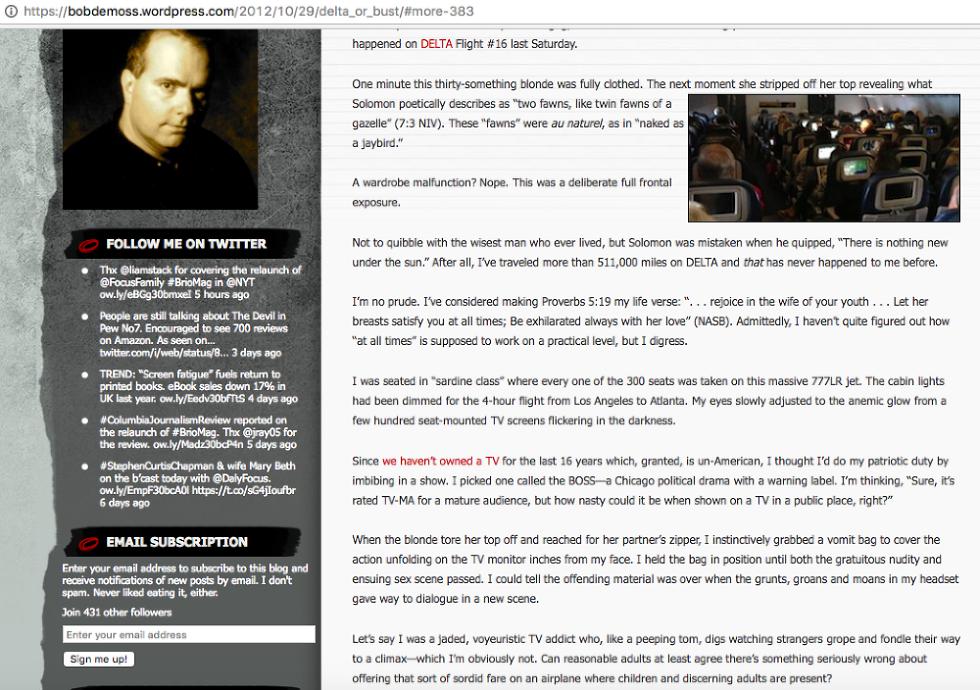 https://bobdemoss.wordpress.com/2012/10/29/delta_or_bust/#more-383
FOLLOW ME ON TWITTER
Thx @liamstack for covering the relaunch of
@FocusFamily #BrioMag in @NYT
ow.ly/eBGg30bmxeI 5 hours ago
People are still talking about The Devil in
Pew No7. Encouraged to see 700 reviews
on Amazon. As seen on...
twitter.com/i/web/status/8... 3 days ago
TREND: "Screen fatigue" fuels return to
printed books. eBook sales down 17% in
UK last year. ow.ly/Eedv30bfTtS 4 days ago
#ColumbiaJournalismReview reported on
the relaunch of #BrioMag. Thx @jray05 for
the review. ow.ly/Madz30bcP4n 5 days ago
#StephenCurtisChapman & wife Mary Beth
on the b'cast today with @DalyFocus.
ow.ly/EmpF30bcA0l https://t.co/sG4jIoufbr
6 days ago
EMAIL SUBSCRIPTION
Enter your email address to subscribe to this blog and
receive notifications of new posts by email. I don't
spam. Never liked eating it, either.
Join 431 other followers
Enter your email address
Sign me up!
happened on DELTA Flight #16 last Saturday.
One minute this thirty-something blonde was fully clothed. The next moment she stripped off her top revealing what
Solomon poetically describes as "two fawns, like twin fawns of a
gazelle" (7:3 NIV). These "fawns" were au naturel, as in "naked as
a jaybird."
A wardrobe malfunction? Nope. This was a deliberate full frontal
exposure.
Not to quibble with the wisest man who ever lived, but Solomon was mistaken when he quipped, "There is nothing new
under the sun." After all, I've traveled more than 511,000 miles on DELTA and that has never happened to me before.
I'm no prude. I've considered making Proverbs 5:19 my life verse: ". . . rejoice in the wife of your youth . . . Let her
breasts satisfy you at all times; Be exhilarated always with her love" (NASB). Admittedly, I haven't quite figured out how
"at all times" is supposed to work on a practical level, but I digress.
I was seated in "sardine class" where every one of the 300 seats was taken on this massive 777LR jet. The cabin lights
had been dimmed for the 4-hour flight from Los Angeles to Atlanta. My eyes slowly adjusted to the anemic glow from a
few hundred seat-mounted TV screens flickering in the darkness.
Since we haven't owned a TV for the last 16 years which, granted, is un-American, I thought I'd do my patriotic duty by
imbibing in a show. I picked one called the BOSS—a Chicago political drama with a warning label. I'm thinking, "Sure, it's
rated TV-MA for a mature audience, but how nasty could it be when shown on a TV in a public place, right?"
When the blonde tore her top off and reached for her partner's zipper, I instinctively grabbed a vomit bag to cover the
action unfolding on the TV monitor inches from my face. I held the bag in position until both the gratuitous nudity and
ensuing sex scene passed. I could tell the offending material was over when the grunts, groans and moans in my headset
gave way to dialogue in a new scene.
Let's say I was a jaded, voyeuristic TV addict who, like a peeping tom, digs watching strangers grope and fondle their way
to a climax—which I'm obviously not. Can reasonable adults at least agree there's something seriously wrong about
offering that sort of sordid fare on an airplane where children and discerning adults are present?